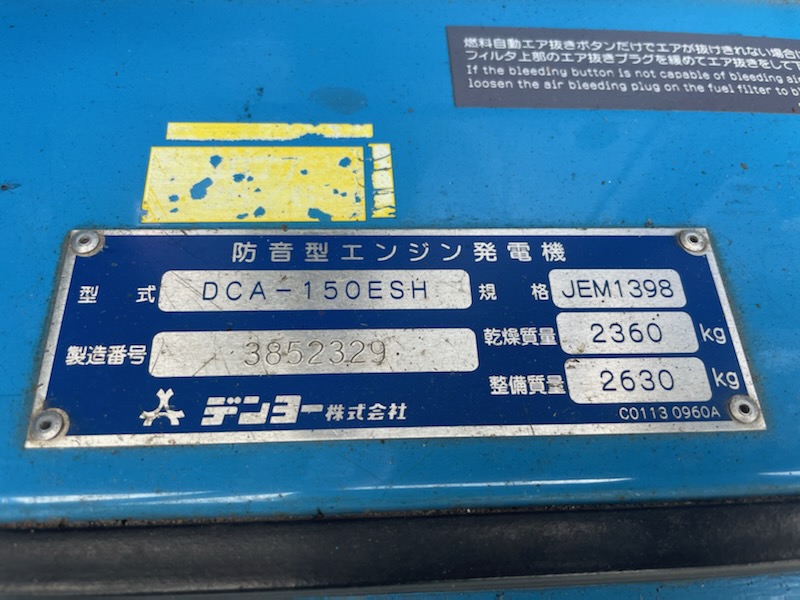 燃料自動エア抜きボタンだけでエアが抜けきれない場合
フィルタ上部のエア抜きプラグを緩めてエア抜きをして
If the bleeding button is not capable of bleeding air
loosen the air bleeding plug on the fuel filter to
防音型エンジン発電機
型式 DCA-150ESH 規格 JEM1398
製造番号 3852329 乾燥質量 2360 kg
整備質量 2630 kg
デンヨー株式会社 C0113 0960A